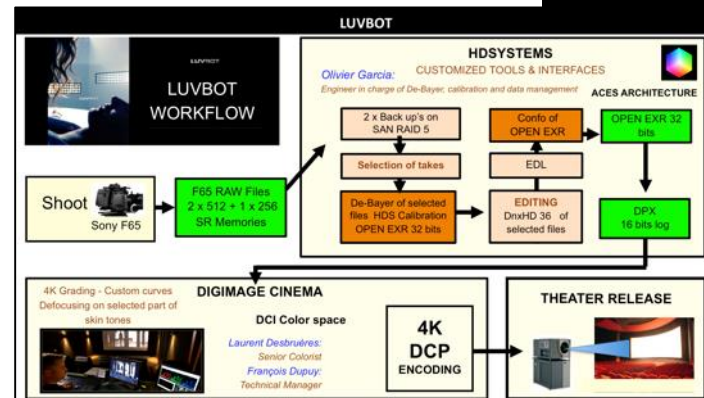 LUVBOT
LUVBOT
LUVBOT
WORKFLOW
Shoot
Sony F65
F65 RAW Files
2 x 512 + 1 x 256
SR Memories
HDSYSTEMS
Olivier Garcia:
CUSTOMIZED TOOLS & INTERFACES
Engineer in charge of De-Bayer, calibration and data management
ACES ARCHITECTURE
2 x Back up's on
SAN RAID 5
Selection of takes
De-Bayer of selected
files HDS Calibration
OPEN EXR 32 bits
EDITING
DnxHD 36 of
selected files
EDL
Confo of
OPEN EXR
OPEN EXR 32
bits
DPX
16 bits log
4K Grading - Custom curves
Defocusing on selected part of
skin tones
DIGIMAGE CINEMA
DCI Color space
Laurent Desbruères:
Senior Colorist
François Dupuy:
Technical Manager
4K
DCP
ENCODING
THEATER RELEASE